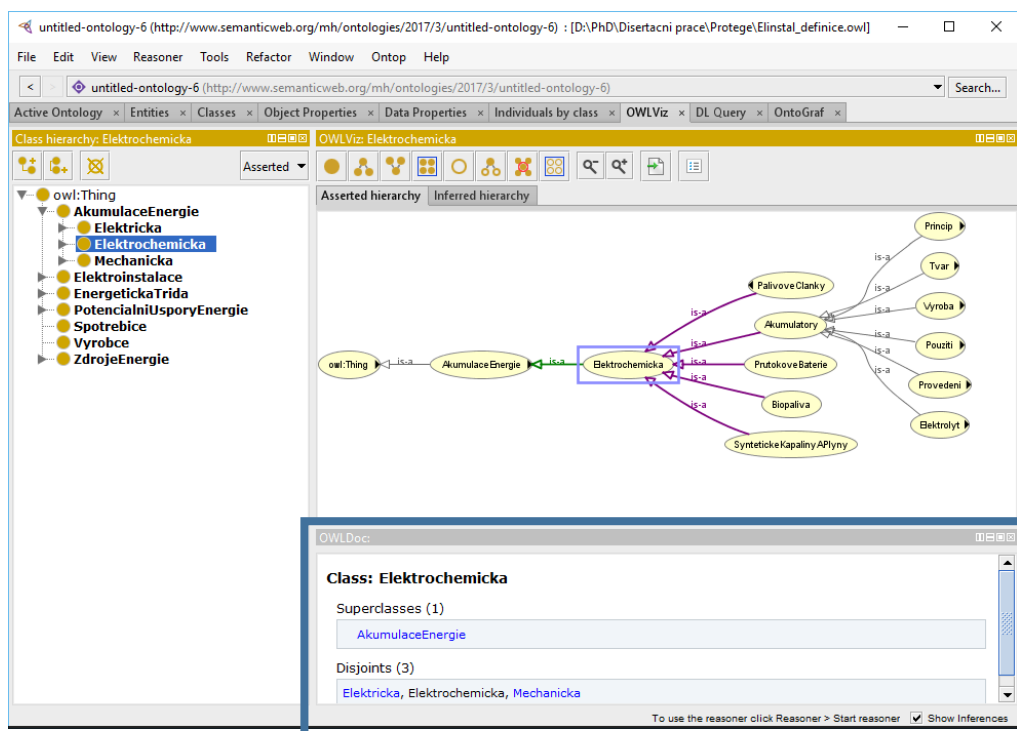 untitled-ontology-6 (http://www.semanticweb.org/mh/ontologies/2017/3/untitled-ontology-6) : [D:\PhD\Disertacni prace\Protege\Elinstal_definice.owl]
File Edit View Reasoner Tools Refactor Window Ontop Help
< > untitled-ontology-6 (http://www.semanticweb.org/mh/ontologies/2017/3/untitled-ontology-6) Search...
Active Ontology × Entities × Classes × Object Properties × Data Properties × Individuals by class × OWLViz × DL Query × OntoGraf ×
Class hierarchy: Elektrochemicka
Asserted
owl:Thing
AkumulaceEnergie
Elektricka
Elektrochemicka
Mechanicka
Elektroinstalace
EnergetickaTrida
PotencialniUsporyEnergie
Spotrebice
Vyrobce
ZdrojeEnergie
OWLViz: Elektrochemicka
Asserted hierarchy Inferred hierarchy
Princip
is-a
Tvar
is-a
PalivoveClanky
Vyroba
is-a
Akumulatory
is-a
Pouziti
is-a
is-a
owl:Thing
is-a
AkumulaceEnergie
is-a
Elektrochemicka
is-a
PrutokoveBaterie
is-a
Provedeni
is-a
Biopaliva
is-a
Elektrolyt
SyntetickeKapalinyAPlyny
OWLDoc:
Class: Elektrochemicka
Superclasses (1)
AkumulaceEnergie
Disjoints (3)
Elektricka, Elektrochemicka, Mechanicka
To use the reasoner click Reasoner > Start reasoner Show Inferences